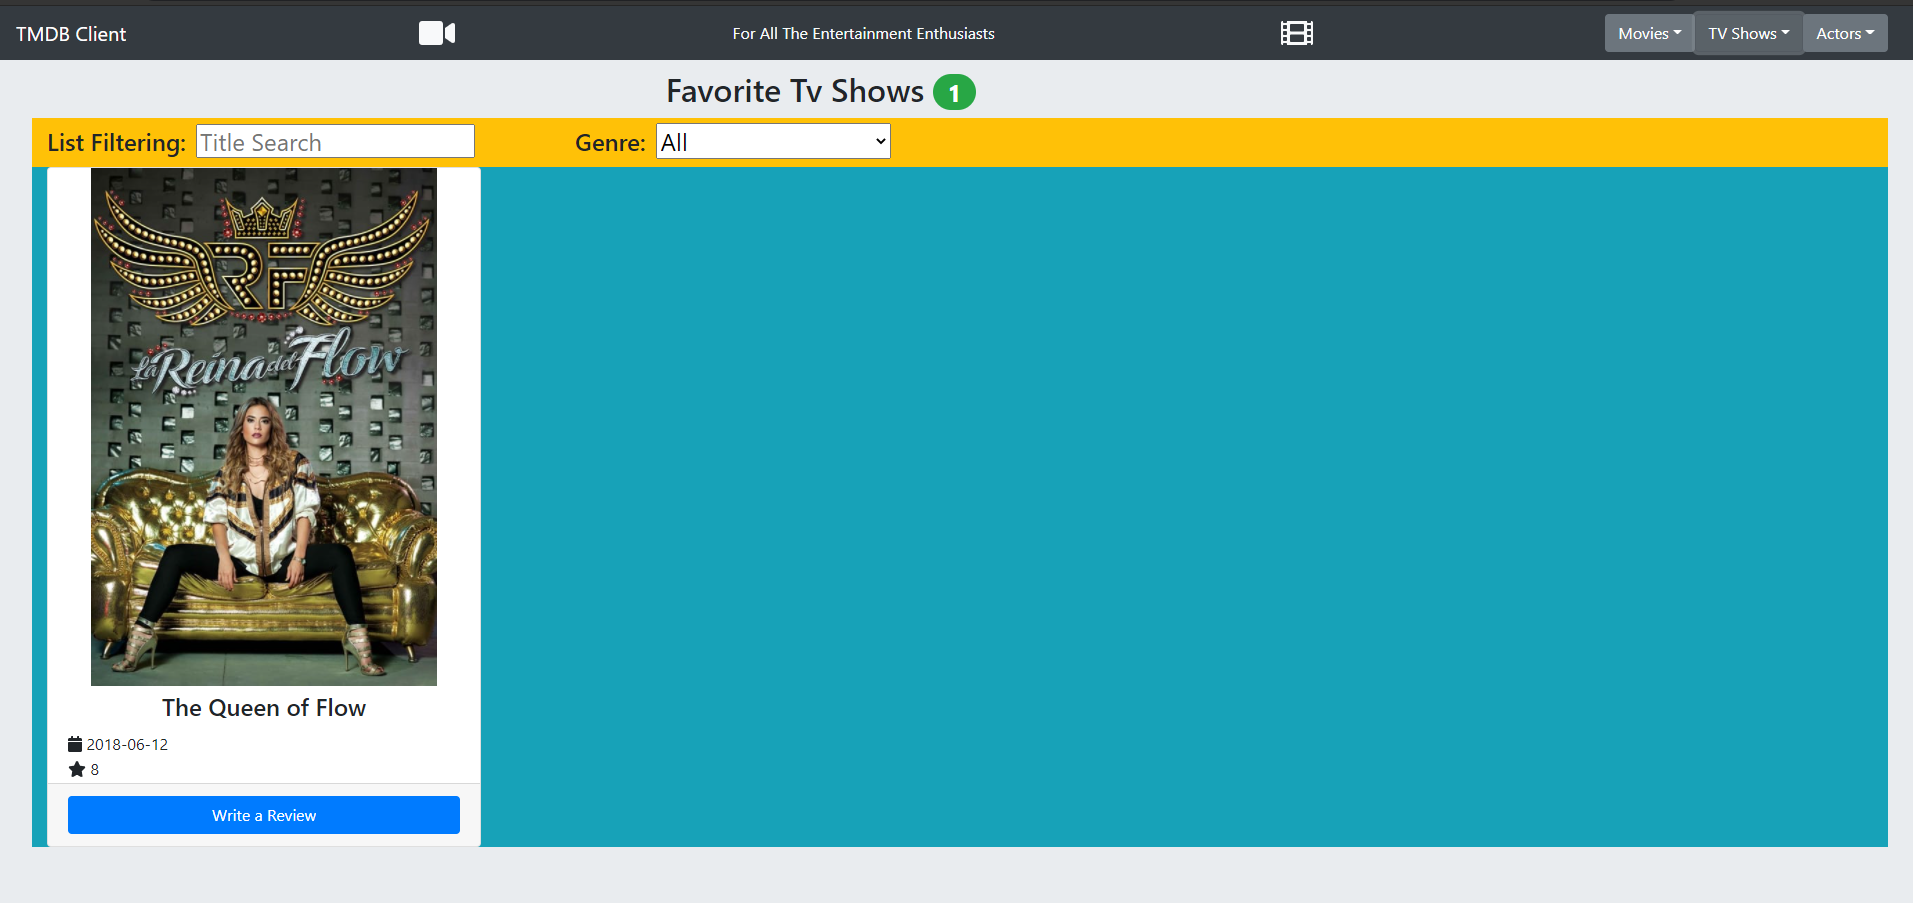 TMDB Client
For All The Entertainment Enthusiasts
Movies
TV Shows
Actors
Favorite Tv Shows 1
List Filtering: Title Search
Genre: All
RF
La Reina del Flow
The Queen of Flow
2018-06-12
8
Write a Review